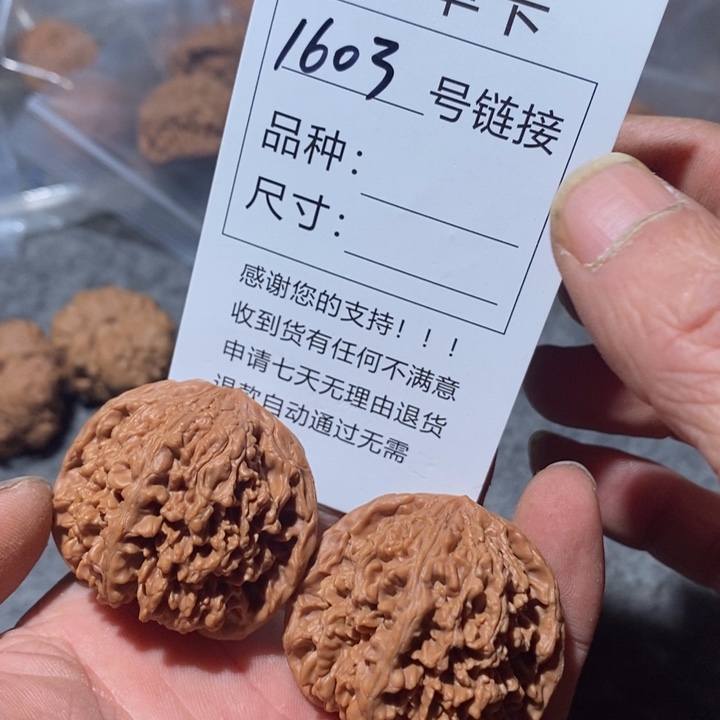 卡
1603 号链接
品种：
尺寸：
感谢您的支持！！！
收到货有任何不满意
申请七天无理由退货
退款自动通过无需